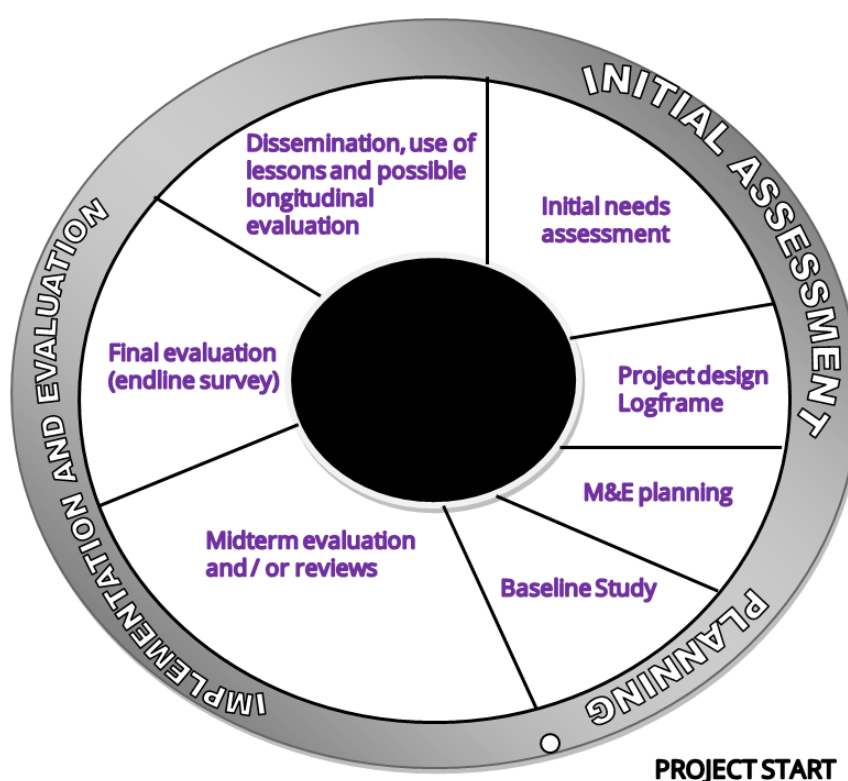 INITIAL ASSESSMENT
Dissemination, use of
lessons and possible
longitudinal
evaluation
Initial needs
assessment
Final evaluation
(endline survey)
Project design
Logframe
M&E planning
Midterm evaluation
and / or reviews
Baseline Study
PLANNING
IMPLEMENTATION AND EVALUATION
PROJECT START